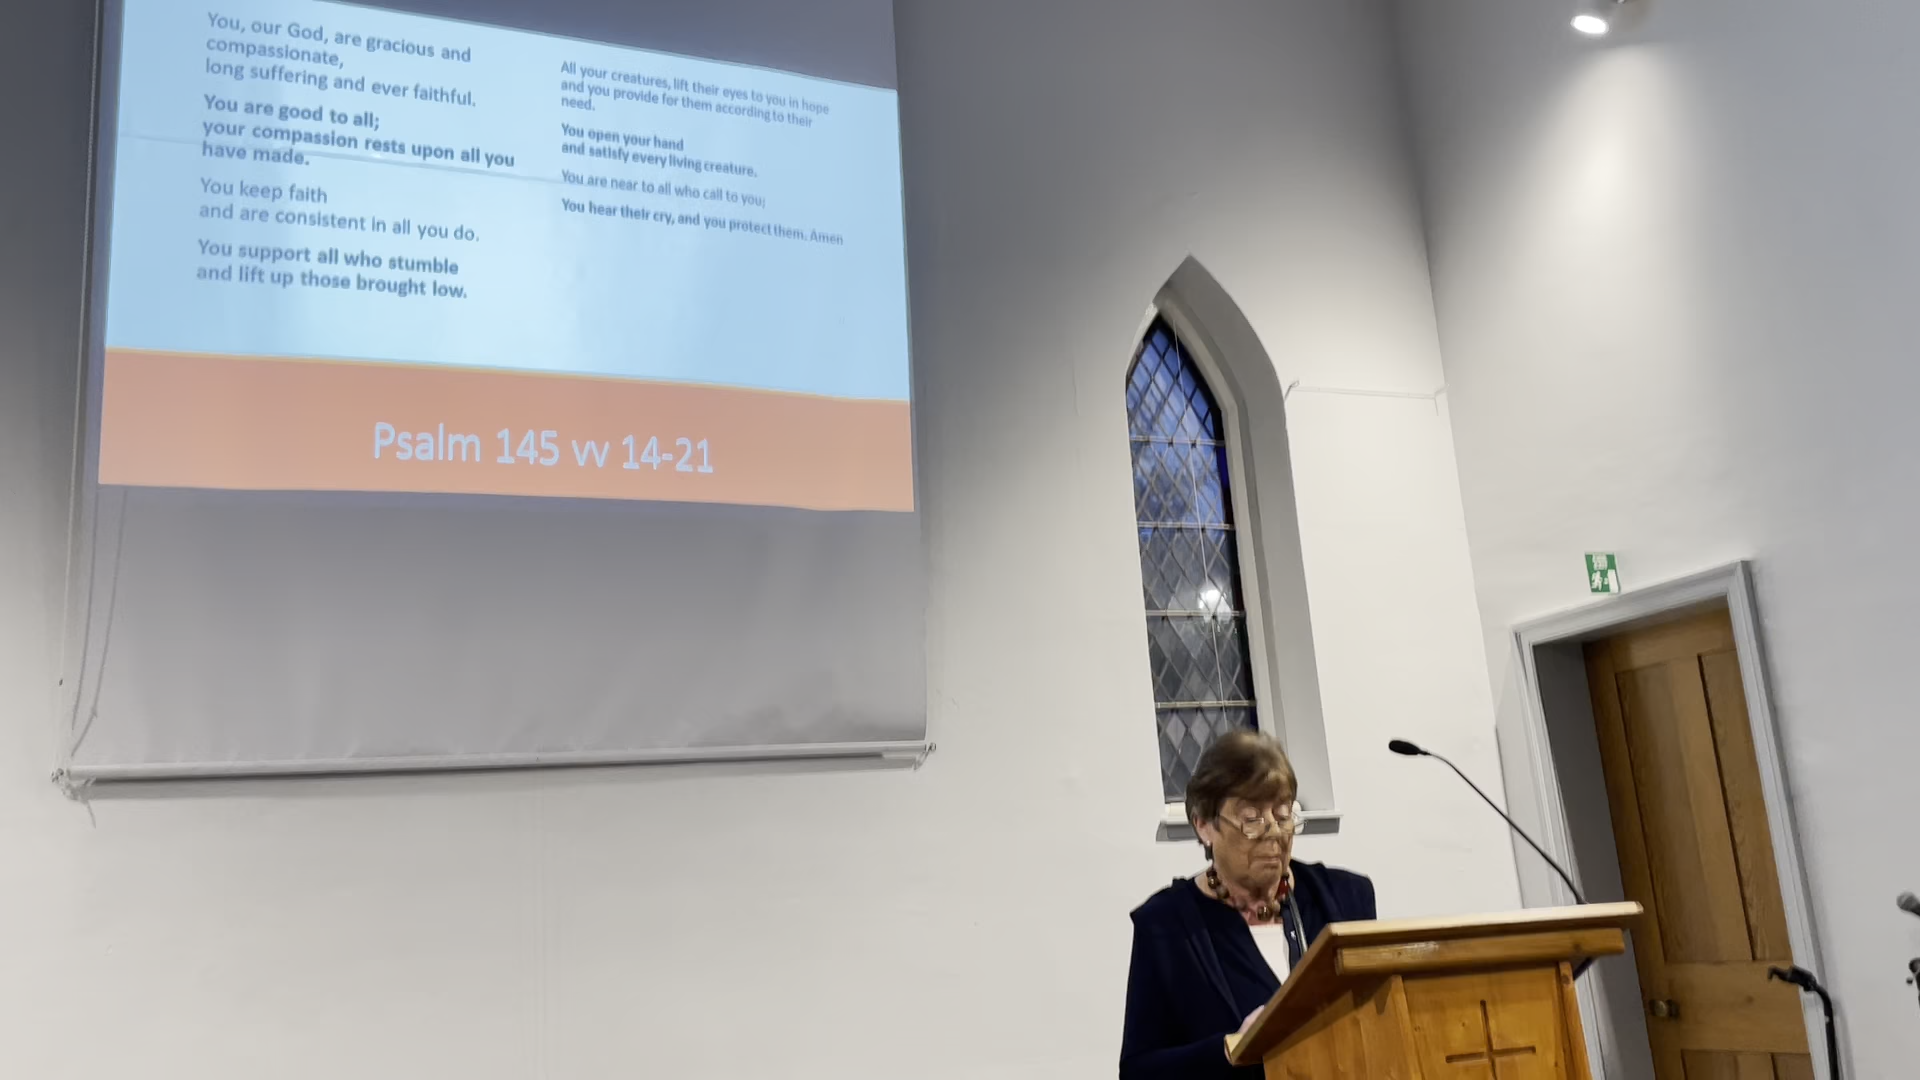 You, our God, are gracious and
compassionate,
long suffering and ever faithful.
You are good to all;
your compassion rests upon all you
have made.
You keep faith
and are consistent in all you do.
You support all who stumble
and lift up those brought low.
All your creatures, lift their eyes to you in hope
and you provide for them according to their
need.
You open your hand
and satisfy every living creature.
You are near to all who call to you;
You hear their cry, and you protect them. Amen
Psalm 145 vv 14-21